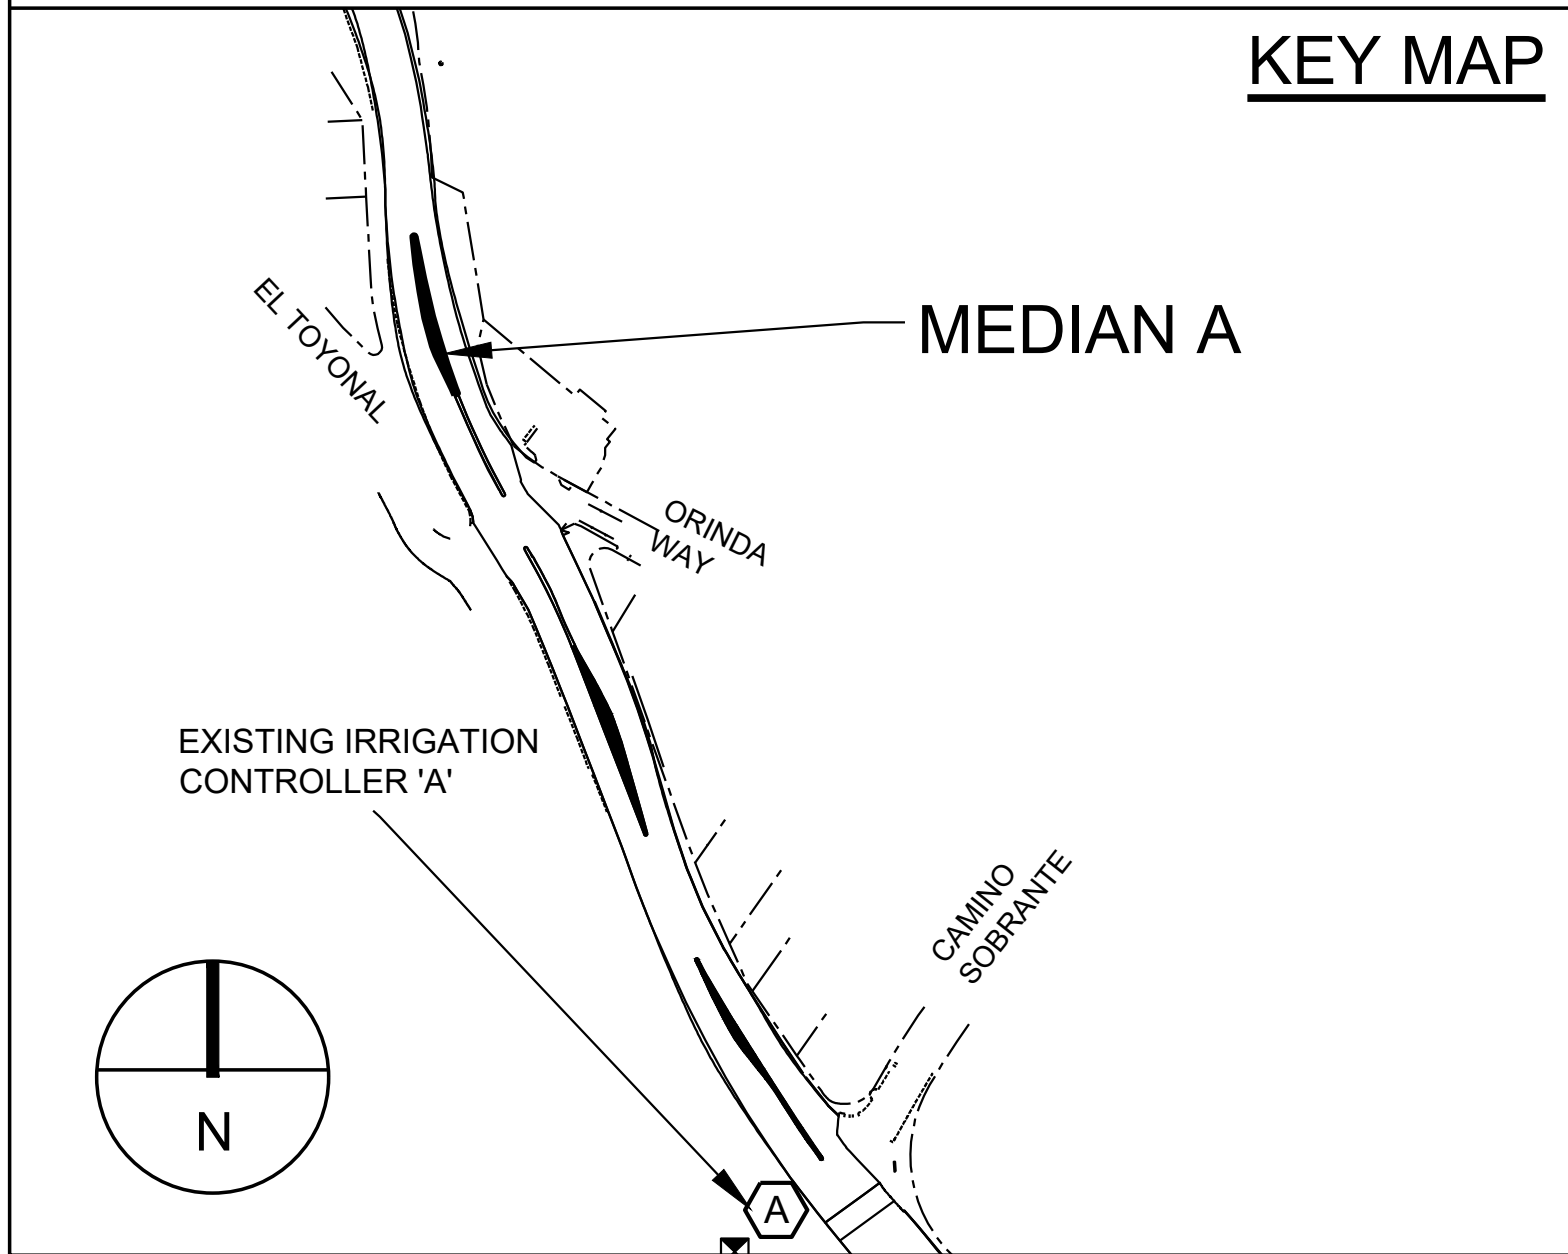 KEY MAP
MEDIAN A
EL TOYONAL
ORINDA
WAY
EXISTING IRRIGATION
CONTROLLER 'A'
CAMINO
SOBRANTE
N
A